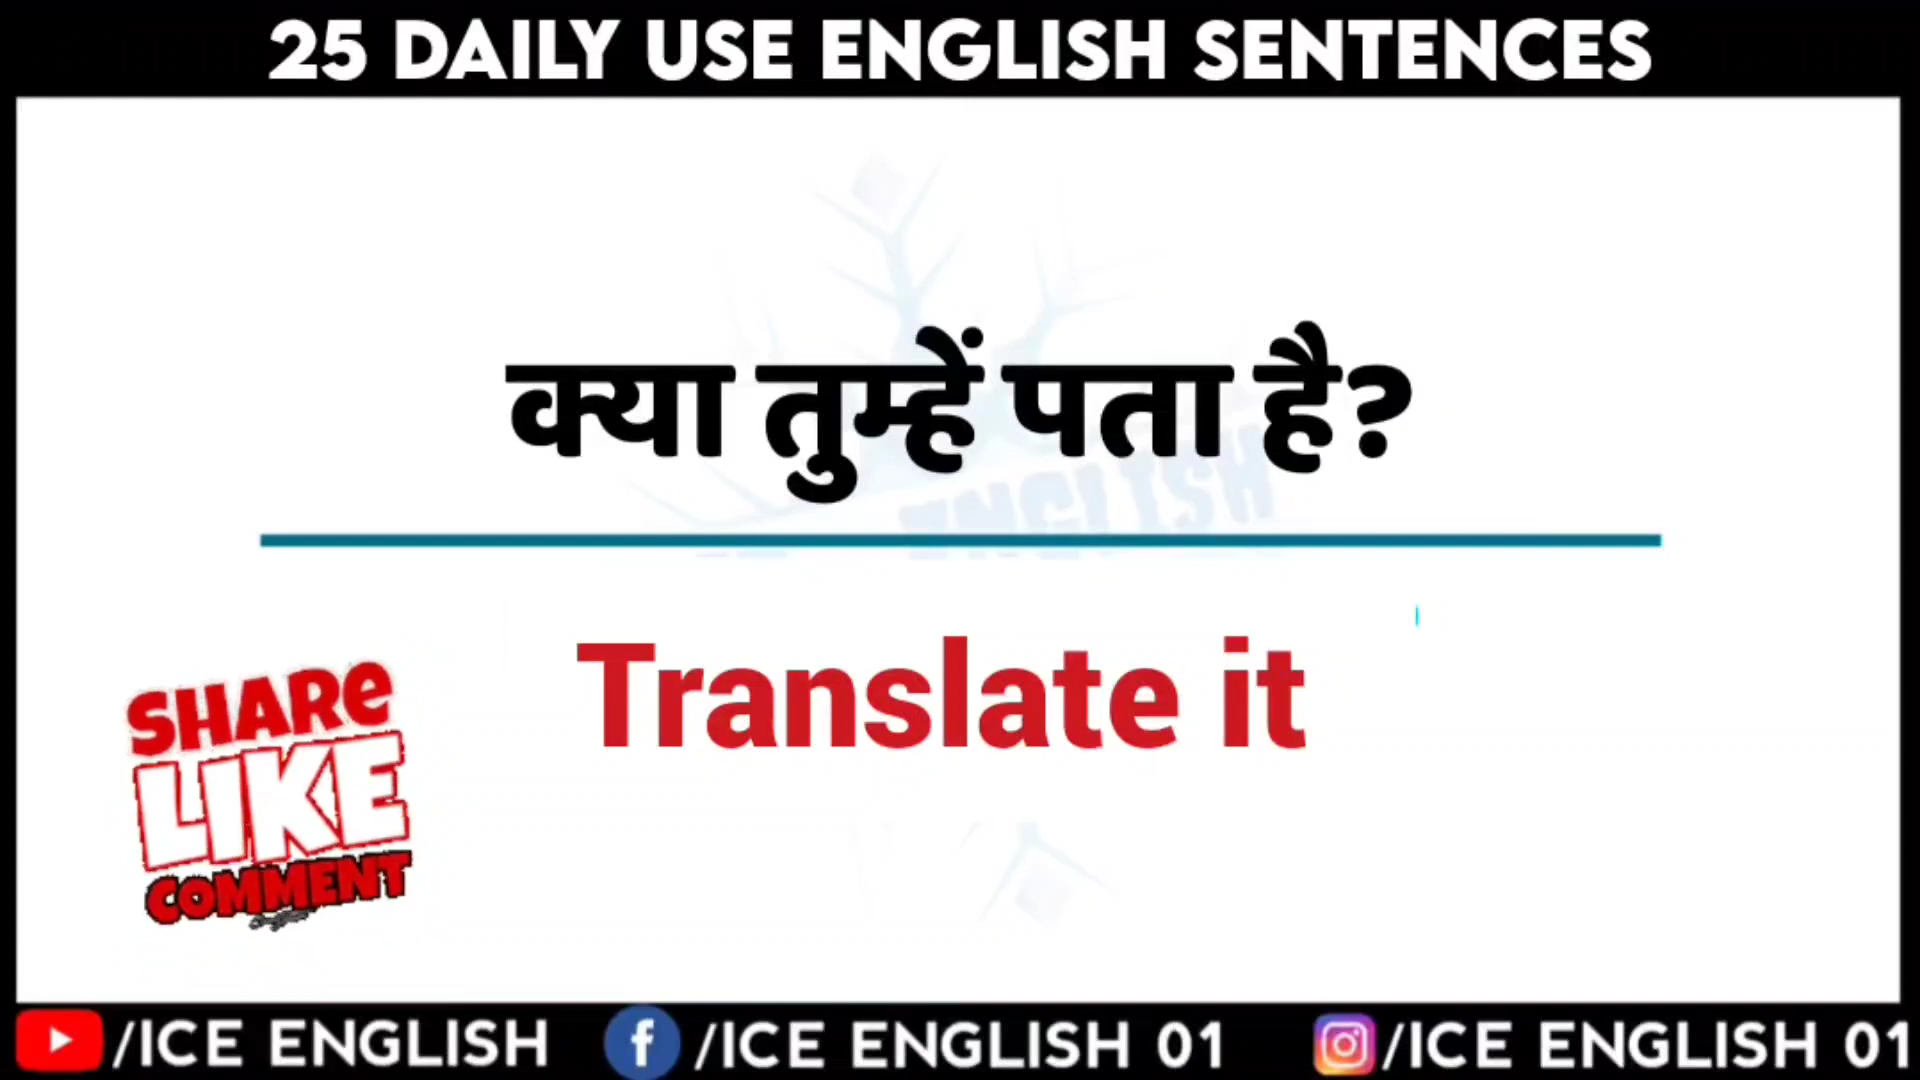 25 DAILY USE ENGLISH SENTENCES
क्या तुम्हें पता है?
ENGLISH
Translate it
SHARe
LIKE
COMMENT
/ICE ENGLISH
/ICE ENGLISH 01
/ICE ENGLISH 01